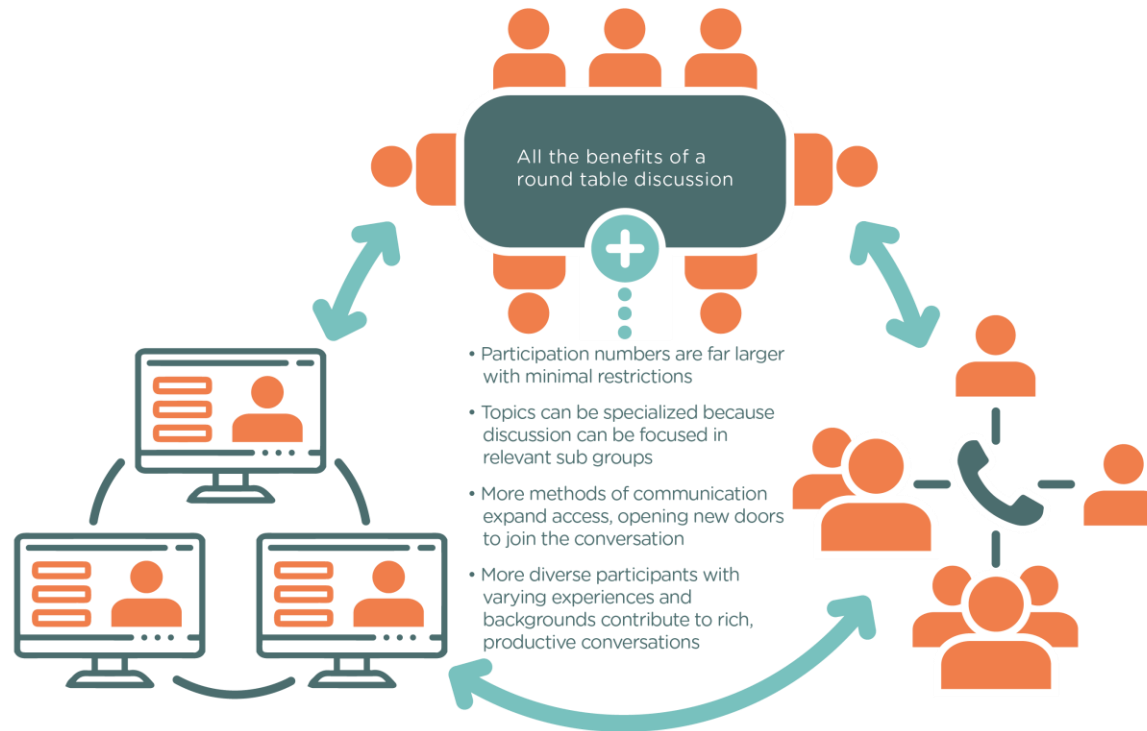 All the benefits of a
round table discussion
• Participation numbers are far larger
with minimal restrictions
• Topics can be specialized because
discussion can be focused in
relevant sub groups
• More methods of communication
expand access, opening new doors
to join the conversation
• More diverse participants with
varying experiences and
backgrounds contribute to rich,
productive conversations